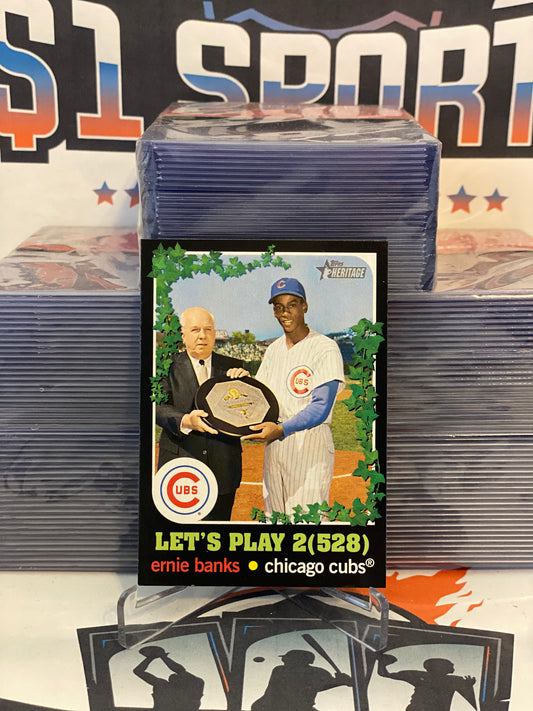 $1 SPORT
Topps
HERITAGE
CUBS
CUBS
LET'S PLAY 2(528)
ernie banks • chicago cubs®